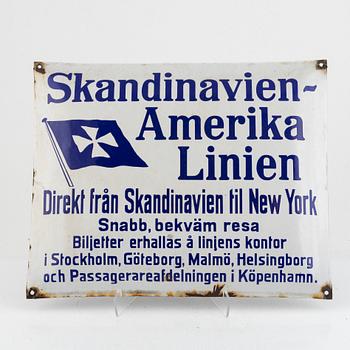 Skandinavien-
Amerika
Linien
Direkt från Skandinavien til New York
Snabb, bekväm resa
Biljetter erhallas å linjens kontor
i Stockholm, Göteborg, Malmö, Helsingborg
och Passagerareafdelningen i Köpenhamn.